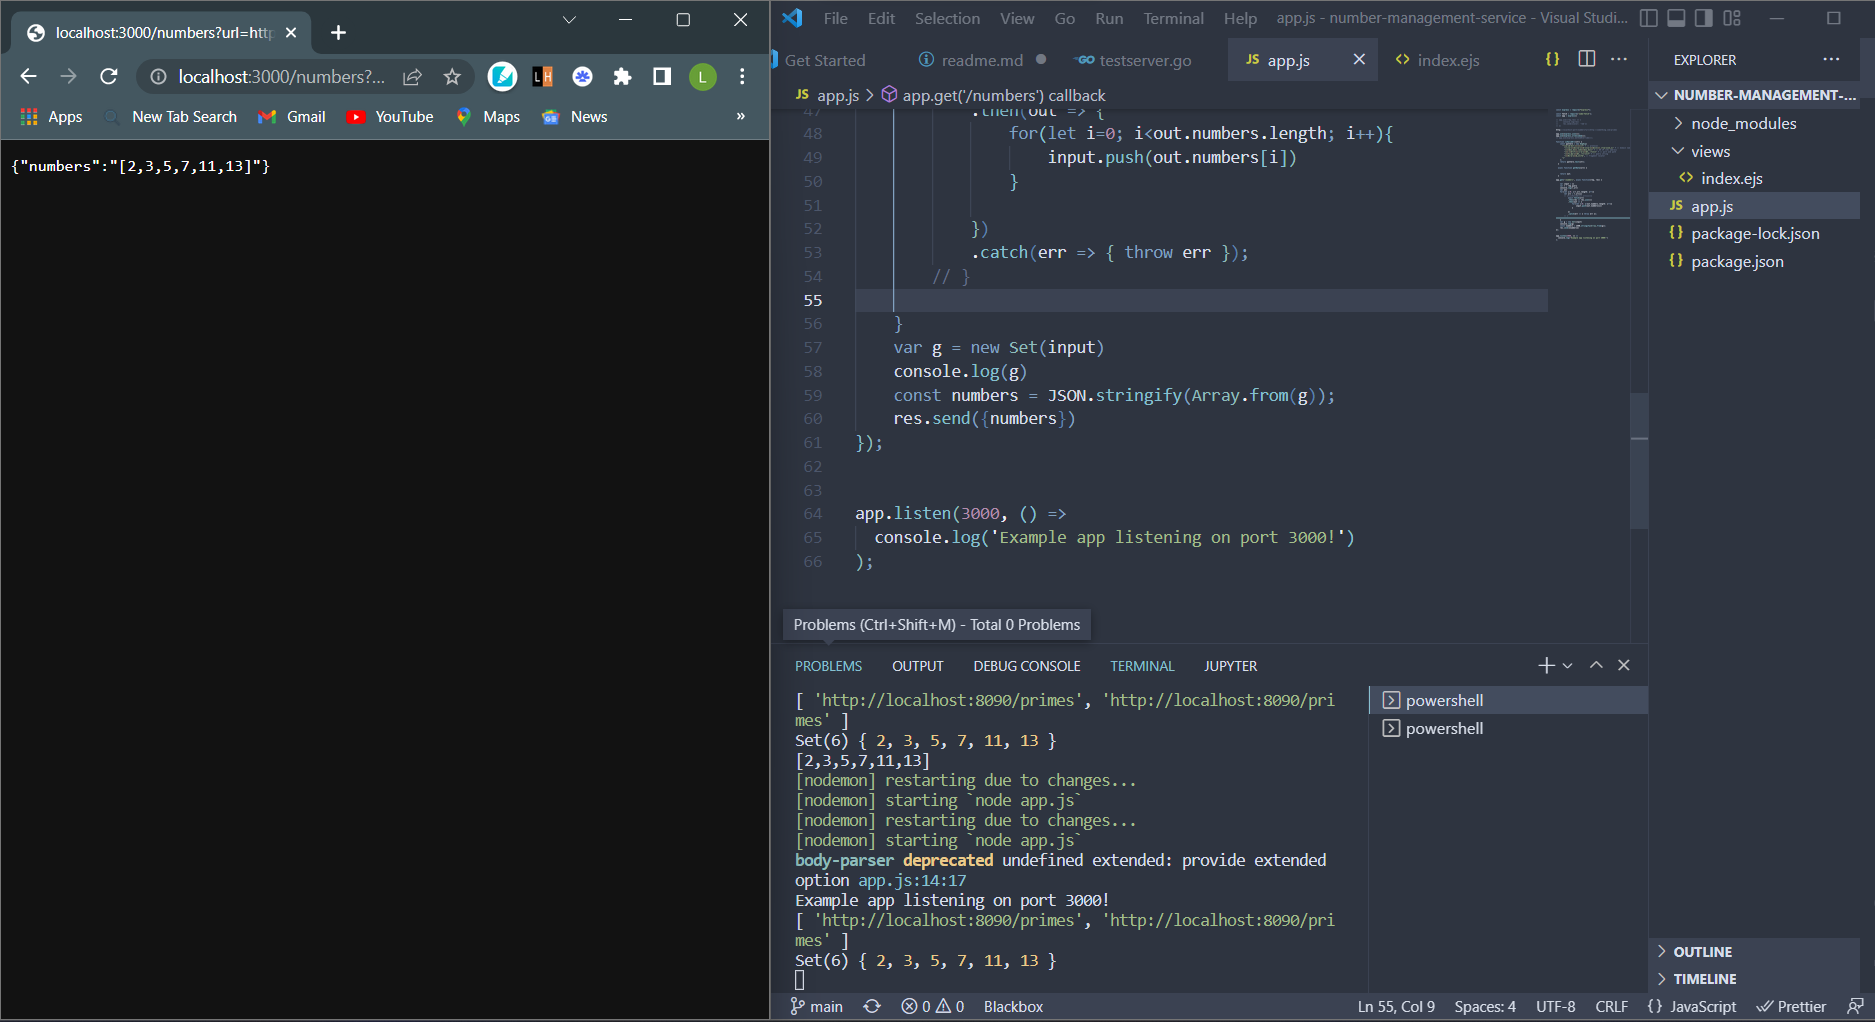 localhost:3000/numbers?url=http
localhost:3000/numbers?...
L
Apps
New Tab Search
Gmail
YouTube
Maps
News
»
{"numbers":"[2,3,5,7,11,13]"}
File Edit Selection View Go Run Terminal Help app.js - number-management-service - Visual Studi...
Get Started
readme.md
testserver.go
JS app.js
index.ejs
JS app.js > app.get('/numbers') callback
47 .then(out => {
48 for(let i=0; i<out.numbers.length; i++){
49 input.push(out.numbers[i])
50 }
51
52 })
53 .catch(err => { throw err });
54 // }
55
56 }
57 var g = new Set(input)
58 console.log(g)
59 const numbers = JSON.stringify(Array.from(g));
60 res.send({numbers})
61 });
62
63
64 app.listen(3000, () =>
65 console.log('Example app listening on port 3000!')
66 );
Problems (Ctrl+Shift+M) - Total 0 Problems
PROBLEMS OUTPUT DEBUG CONSOLE TERMINAL JUPYTER
[ 'http://localhost:8090/primes', 'http://localhost:8090/pri
mes' ]
Set(6) { 2, 3, 5, 7, 11, 13 }
[2,3,5,7,11,13]
[nodemon] restarting due to changes...
[nodemon] starting `node app.js`
[nodemon] restarting due to changes...
[nodemon] starting `node app.js`
body-parser deprecated undefined extended: provide extended
option app.js:14:17
Example app listening on port 3000!
[ 'http://localhost:8090/primes', 'http://localhost:8090/pri
mes' ]
Set(6) { 2, 3, 5, 7, 11, 13 }
powershell
powershell
EXPLORER
NUMBER-MANAGEMENT-...
node_modules
views
index.ejs
JS app.js
{} package-lock.json
{} package.json
OUTLINE
TIMELINE
main 0 0 Blackbox Ln 55, Col 9 Spaces: 4 UTF-8 CRLF {} JavaScript Prettier